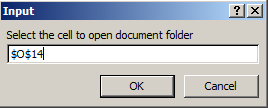 Input
Select the cell to open document folder
$O$14
OK
Cancel